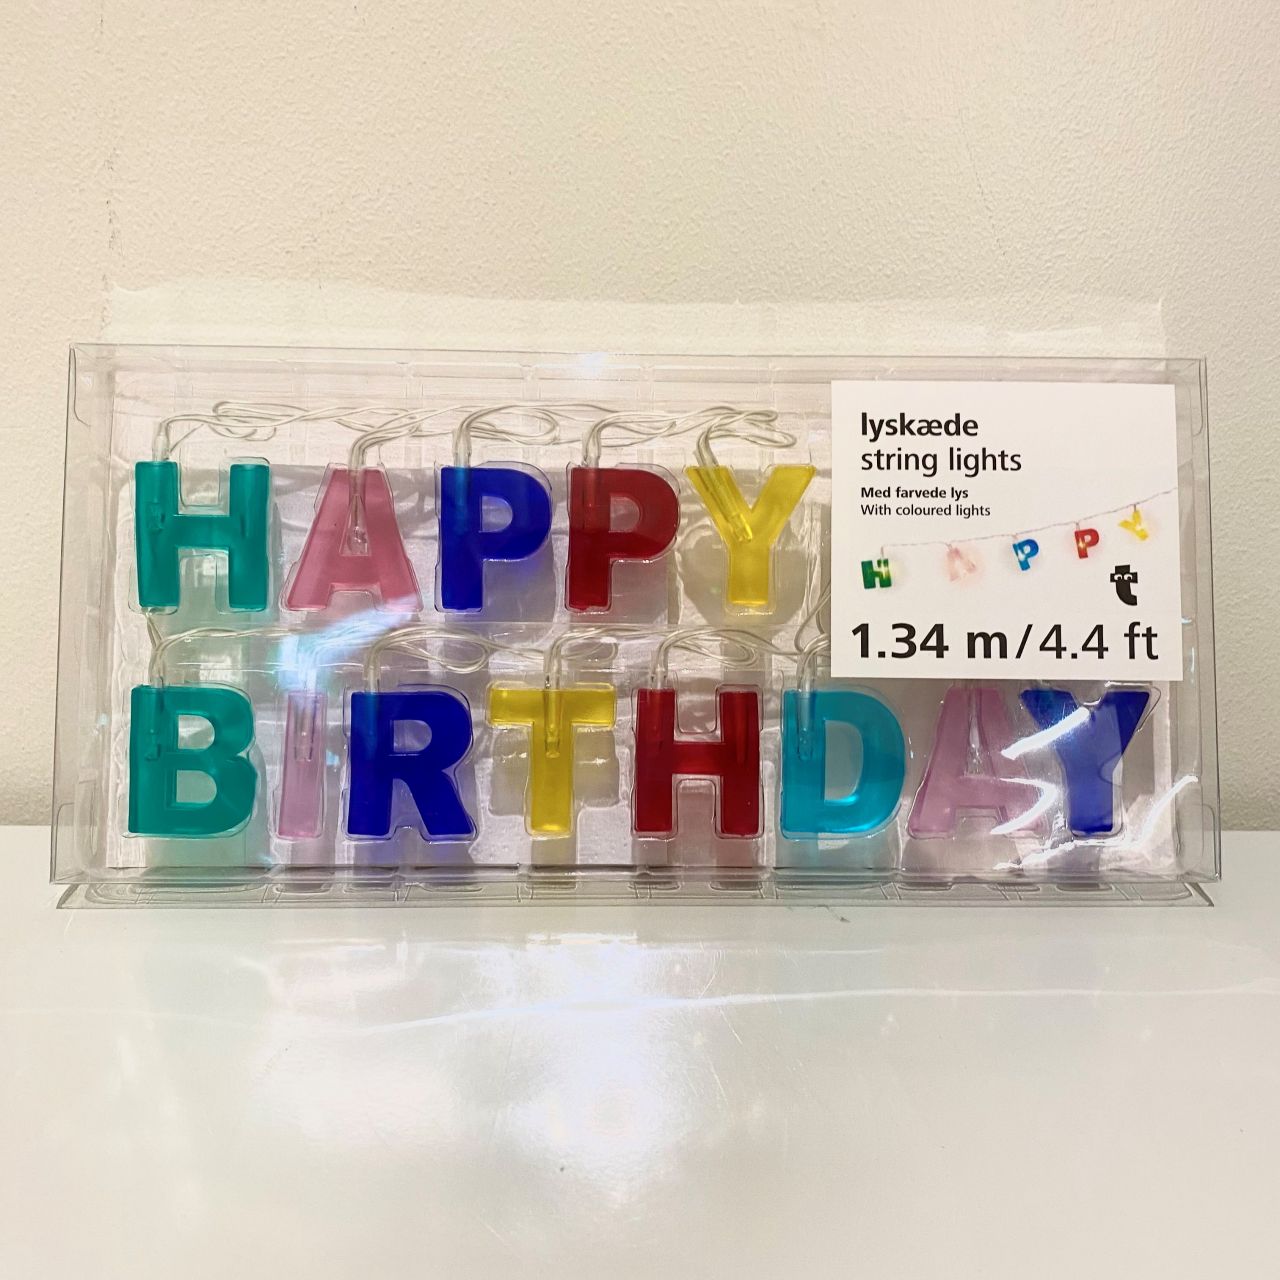 HAPPY
BIRTHDAY
lyskæde
string lights
Med farvede lys
With coloured lights
HAPPY
t
1.34 m/4.4 ft